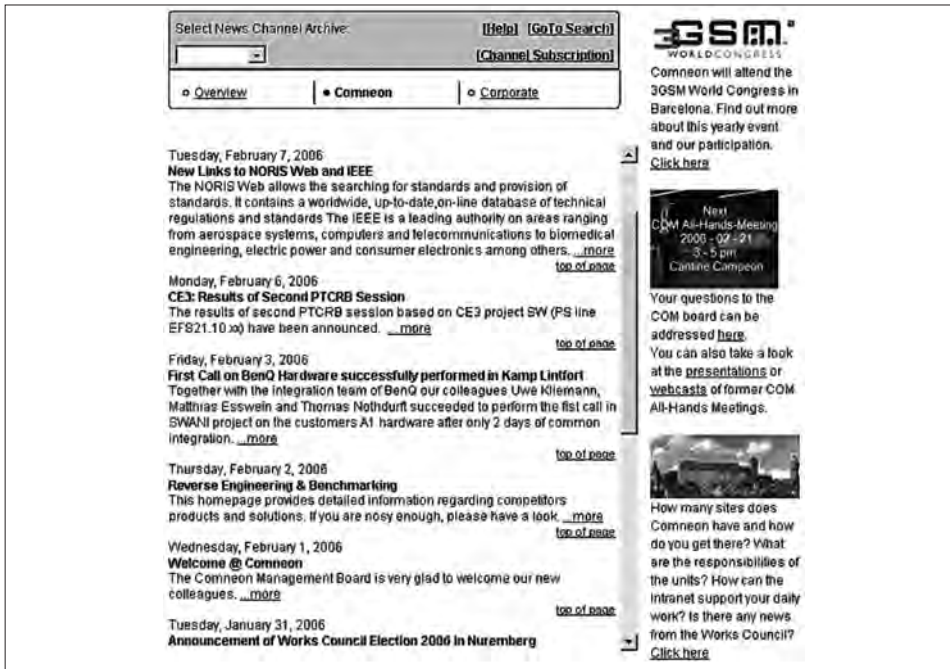 Select News Channel Archive:
[Help] [GoTo Search]
[Channel Subscription]
Overview
Comneon
Corporate
Tuesday, February 7, 2006
New Links to NORIS Web and IEEE
The NORIS Web allows the searching for standards and provision of
standards. It contains a worldwide, up-to-date,on-line database of technical
regulations and standards The IEEE is a leading authority on areas ranging
from aerospace systems, computers and telecommunications to biomedical
engineering, electric power and consumer electronics among others. ...more
top of page
Monday, February 6, 2006
CE3: Results of Second PTCRB Session
The results of second PTCRB session based on CE3 project SW (PS line
EFS21.10 xx) have been announced. ...more
top of page
Friday, February 3, 2006
First Call on BenQ Hardware successfully performed in Kamp Lintfort
Together with the integration team of BenQ our colleagues Uwe Kliemann,
Matthias Esswein and Thomas Nothdurft succeeded to perform the fist call in
SWANI project on the customers A1 hardware after only 2 days of common
integration. ...more
top of page
Thursday, February 2, 2006
Reverse Engineering & Benchmarking
This homepage provides detailed information regarding competitors
products and solutions. If you are nosy enough, please have a look. ...more
top of page
Wednesday, February 1, 2006
Welcome @ Comneon
The Comneon Management Board is very glad to welcome our new
colleagues. ...more
top of page
Tuesday, January 31, 2006
Announcement of Works Council Election 2006 in Nuremberg
3GSM
WORLDCONGRESS
Comneon will attend the
3GSM World Congress in
Barcelona. Find out more
about this yearly event
and our participation.
Click here
Next
COM All-Hands-Meeting
2006 - 02 - 21
3 - 5 pm
Cantine Campeon
Your questions to the
COM board can be
addressed here.
You can also take a look
at the presentations or
webcasts of former COM
All-Hands Meetings.
How many sites does
Comneon have and how
do you get there? What
are the responsibilities of
the units? How can the
Intranet support your daily
work? Is there any news
from the Works Council?
Click here